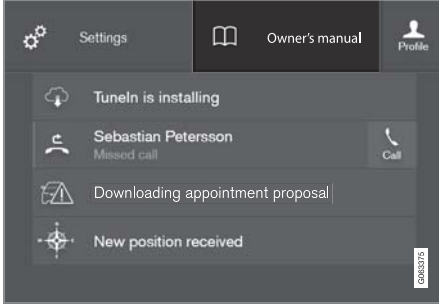 Settings
Owner's manual
Profile
TuneIn is installing
Sebastian Petersson
Missed call
Call
Downloading appointment proposal
New position received
G063375